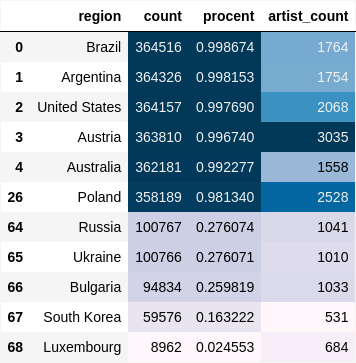 region count procent artist_count
0 Brazil 364516 0.998674 1764
1 Argentina 364326 0.998153 1754
2 United States 364157 0.997690 2068
3 Austria 363810 0.996740 3035
4 Australia 362181 0.992277 1558
26 Poland 358189 0.981340 2528
64 Russia 100767 0.276074 1041
65 Ukraine 100766 0.276071 1010
66 Bulgaria 94834 0.259819 1033
67 South Korea 59576 0.163222 531
68 Luxembourg 8962 0.024553 684